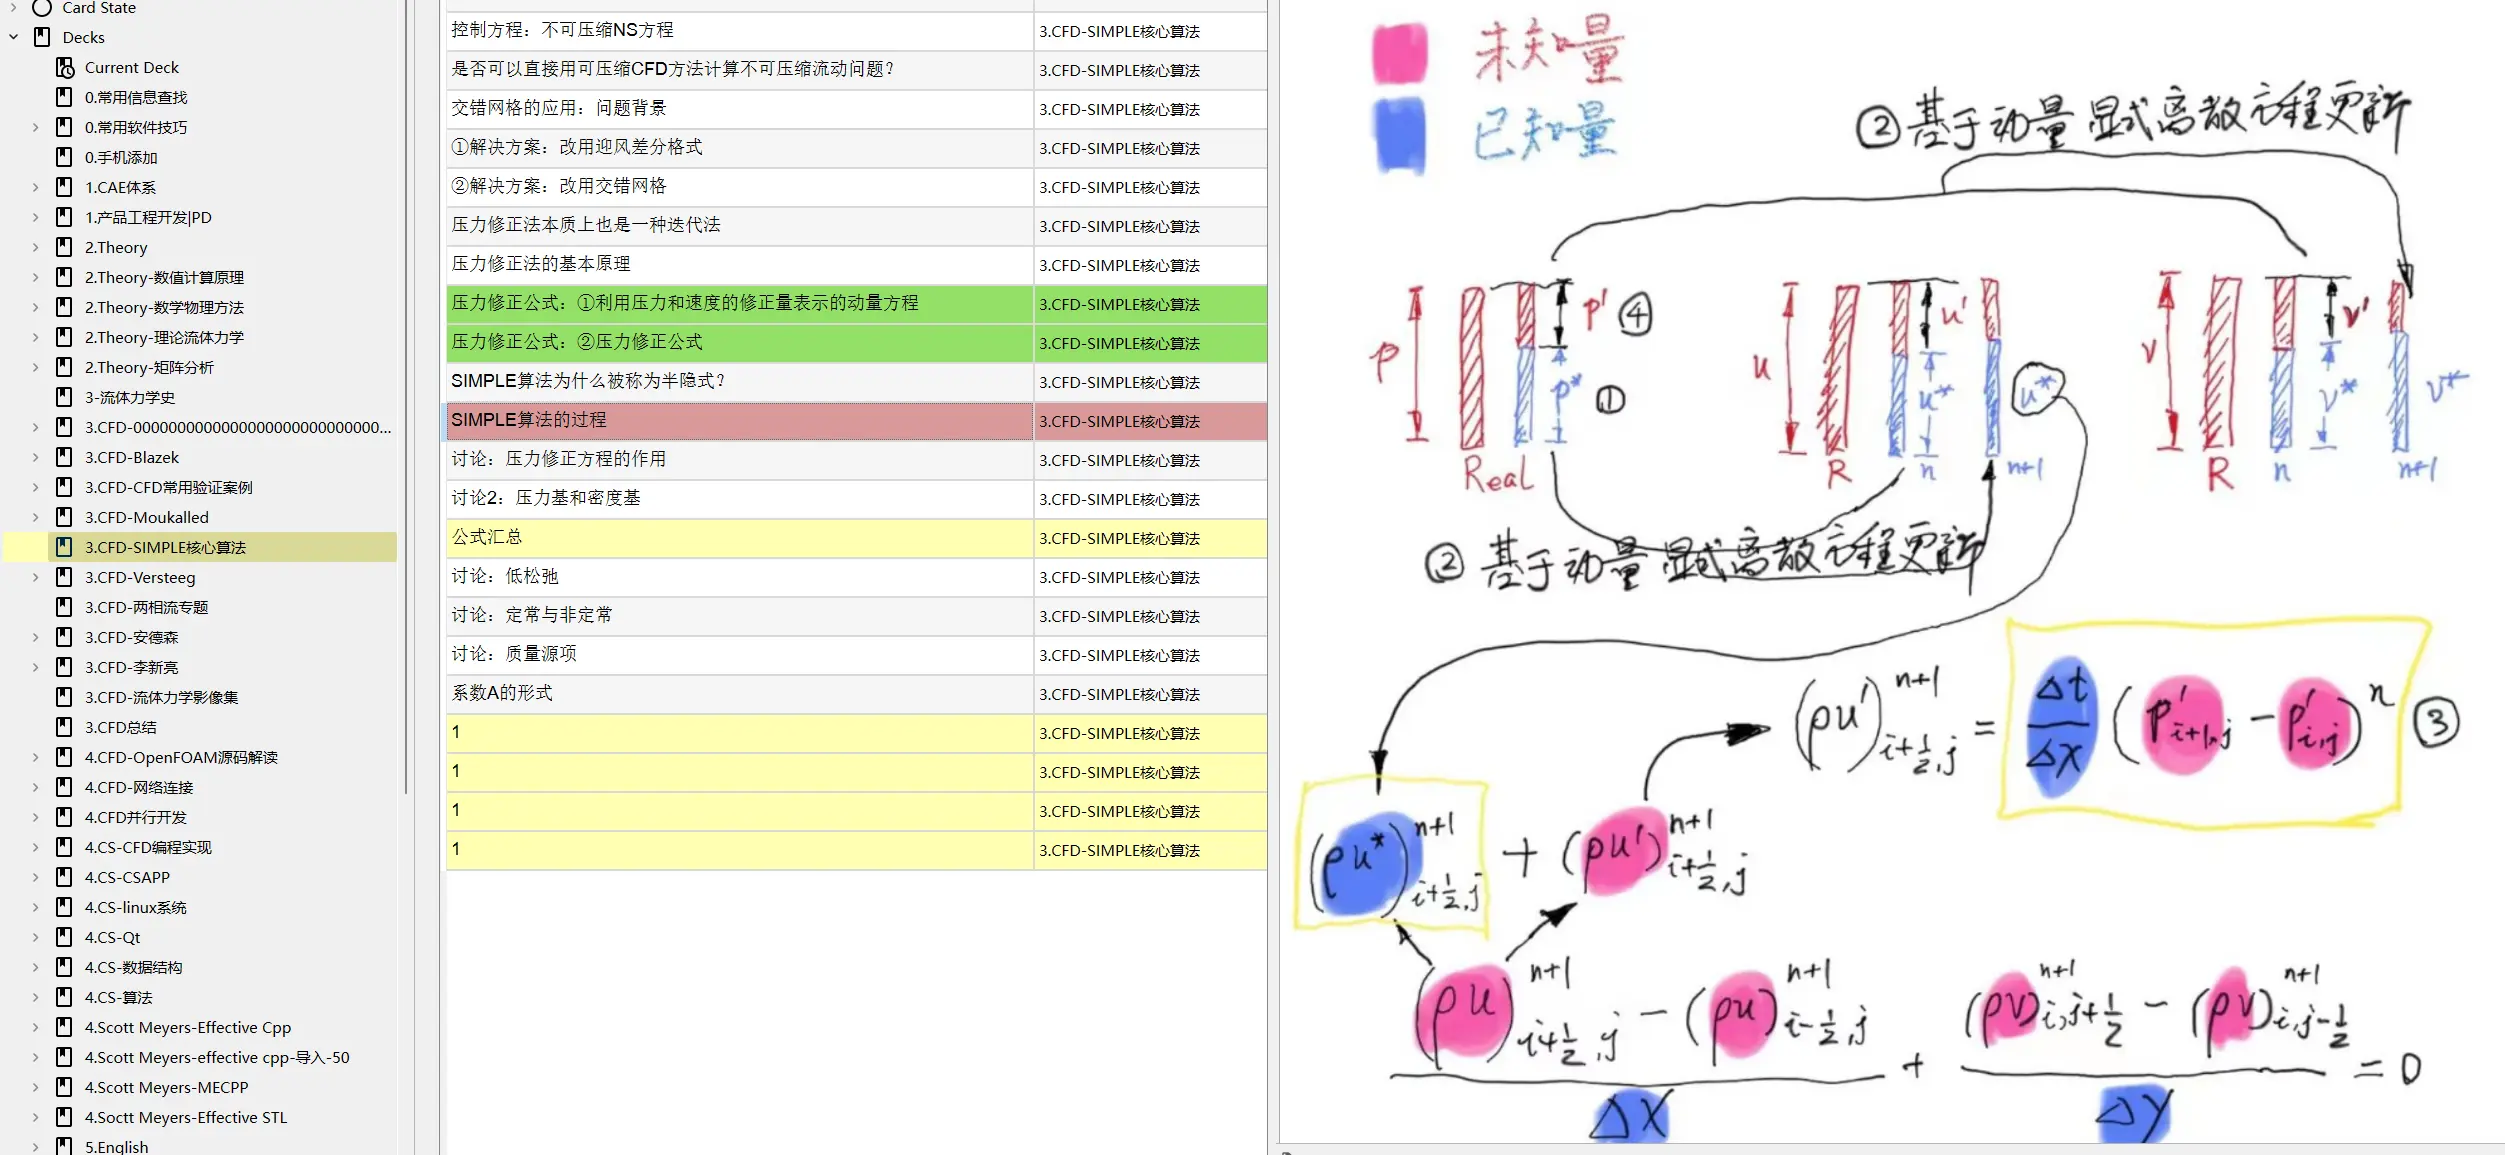 Card State
Decks
Current Deck
0.常用信息查找
0.常用软件技巧
0.手机添加
1.CAE体系
1.产品工程开发|PD
2.Theory
2.Theory-数值计算原理
2.Theory-数学物理方法
2.Theory-理论流体力学
2.Theory-矩阵分析
3-流体力学史
3.CFD-Blazek
3.CFD-CFD常用验证案例
3.CFD-Moukalled
3.CFD-SIMPLE核心算法
3.CFD-Versteeg
3.CFD-两相流专题
3.CFD-安德森
3.CFD-李新亮
3.CFD-流体力学影像集
3.CFD总结
4.CFD-OpenFOAM源码解读
4.CFD-网络连接
4.CFD并行开发
4.CS-CFD编程实现
4.CS-CSAPP
4.CS-linux系统
4.CS-Qt
4.CS-数据结构
4.CS-算法
4.Scott Meyers-Effective Cpp
4.Scott Meyers-effective cpp-导入-50
4.Scott Meyers-MECPP
4.Soctt Meyers-Effective STL
5.English
控制方程：不可压缩NS方程 3.CFD-SIMPLE核心算法
是否可以直接用可压缩CFD方法计算不可压缩流动问题？ 3.CFD-SIMPLE核心算法
交错网格的应用：问题背景 3.CFD-SIMPLE核心算法
①解决方案：改用迎风差分格式 3.CFD-SIMPLE核心算法
②解决方案：改用交错网格 3.CFD-SIMPLE核心算法
压力修正法本质上也是一种迭代法 3.CFD-SIMPLE核心算法
压力修正法的基本原理 3.CFD-SIMPLE核心算法
压力修正公式：①利用压力和速度的修正量表示的动量方程 3.CFD-SIMPLE核心算法
压力修正公式：②压力修正公式 3.CFD-SIMPLE核心算法
SIMPLE算法为什么被称为半隐式？ 3.CFD-SIMPLE核心算法
SIMPLE算法的过程 3.CFD-SIMPLE核心算法
讨论：压力修正方程的作用 3.CFD-SIMPLE核心算法
讨论2：压力基和密度基 3.CFD-SIMPLE核心算法
公式汇总 3.CFD-SIMPLE核心算法
讨论：低松弛 3.CFD-SIMPLE核心算法
讨论：定常与非定常 3.CFD-SIMPLE核心算法
讨论：质量源项 3.CFD-SIMPLE核心算法
系数A的形式 3.CFD-SIMPLE核心算法
1 3.CFD-SIMPLE核心算法
1 3.CFD-SIMPLE核心算法
1 3.CFD-SIMPLE核心算法
1 3.CFD-SIMPLE核心算法
未知量
已知量
②基于动量显式离散方程更新
p p' ④ p* ① Real
u u' u* R n n+1 u*
v v' v* R n n+1 v*
②基于动量显式离散方程更新
(ρu')^{n+1}_{i+1/2,j} = Δt/Δx (p'_{i+1,j} - p'_{i,j})^n ③
(ρu*)^{n+1}_{i+1/2,j} + (ρu')^{n+1}_{i+1/2,j}
((ρu)^{n+1}_{i+1/2,j} - (ρu)^{n+1}_{i-1/2,j})/ΔX + ((ρv)^{n+1}_{i,j+1/2} - (ρv)^{n+1}_{i,j-1/2})/ΔY = 0